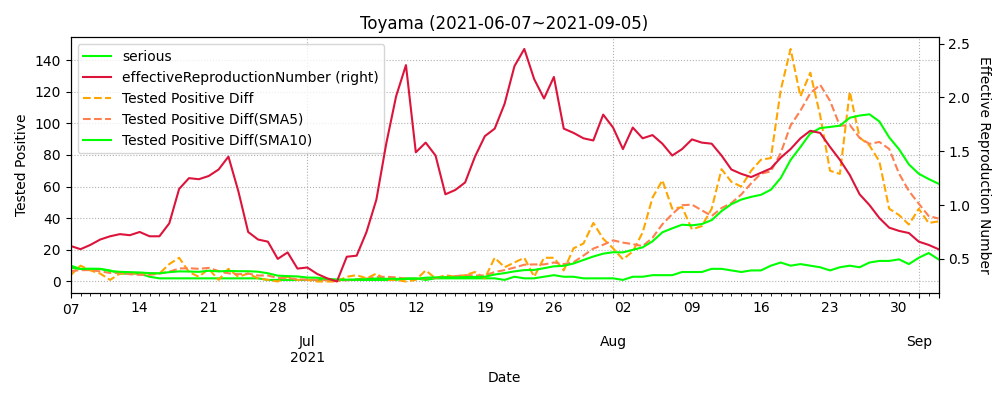 Toyama (2021-06-07~2021-09-05)
serious
effectiveReproductionNumber (right)
Tested Positive Diff
Tested Positive Diff(SMA5)
Tested Positive Diff(SMA10)
Tested Positive
140
120
100
80
60
40
20
0
2.5
2.0
1.5
1.0
0.5
Effective Reproduction Number
07 14 21 28 05 12 19 26 02 09 16 23 30
Jul Aug Sep
2021
Date